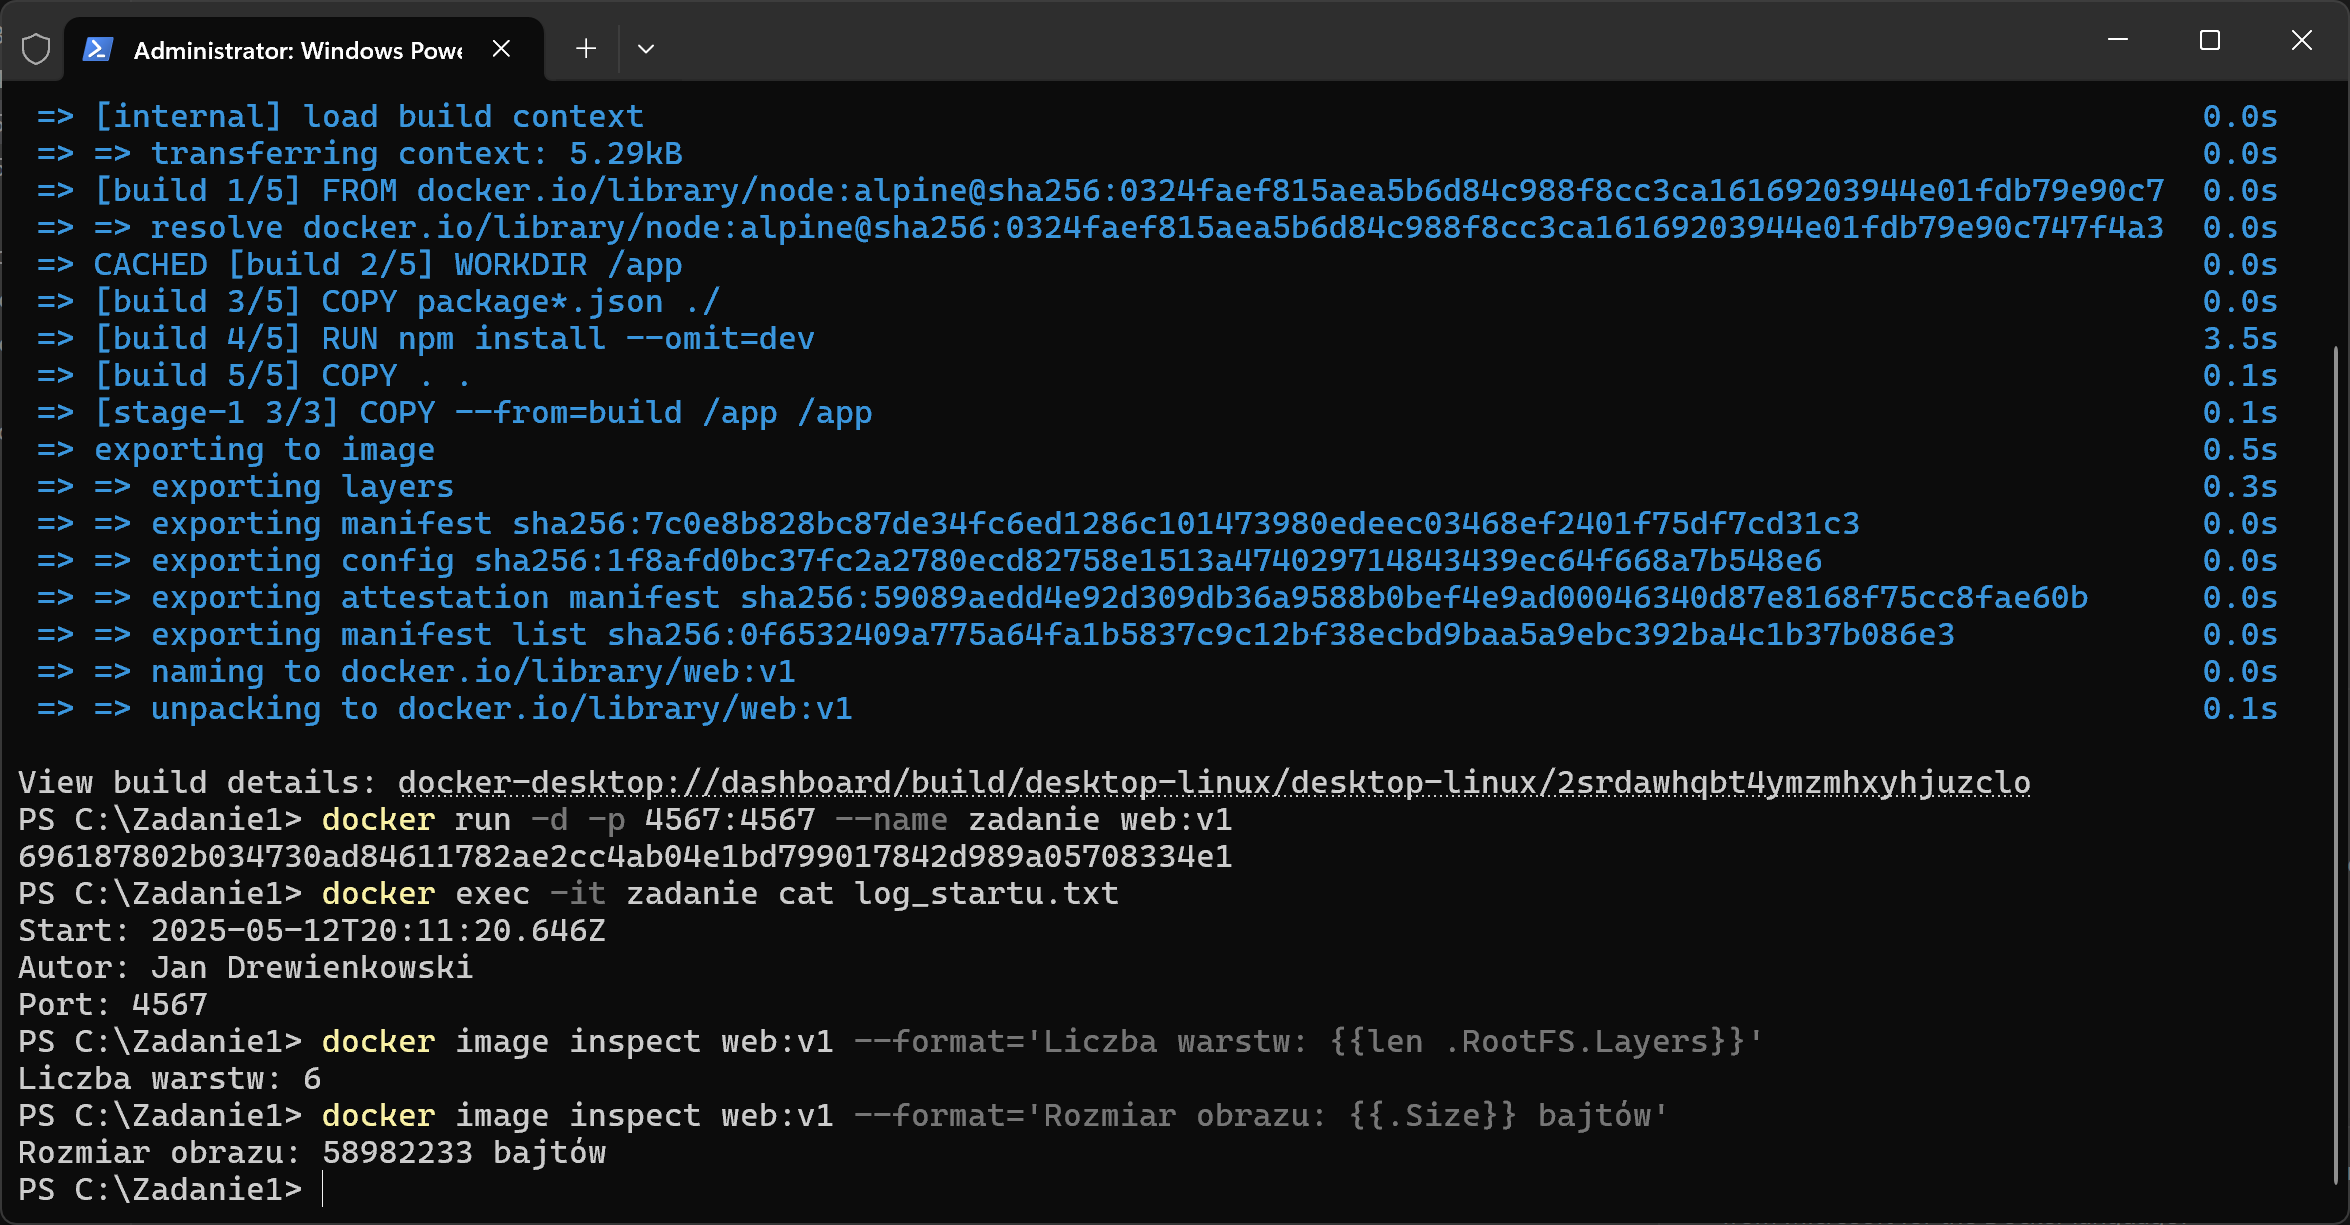 Administrator: Windows Powe
=> [internal] load build context 0.0s
=> => transferring context: 5.29kB 0.0s
=> [build 1/5] FROM docker.io/library/node:alpine@sha256:0324faef815aea5b6d84c988f8cc3ca16169203944e01fdb79e90c7 0.0s
=> => resolve docker.io/library/node:alpine@sha256:0324faef815aea5b6d84c988f8cc3ca16169203944e01fdb79e90c747f4a3 0.0s
=> CACHED [build 2/5] WORKDIR /app 0.0s
=> [build 3/5] COPY package*.json ./ 0.0s
=> [build 4/5] RUN npm install --omit=dev 3.5s
=> [build 5/5] COPY . . 0.1s
=> [stage-1 3/3] COPY --from=build /app /app 0.1s
=> exporting to image 0.5s
=> => exporting layers 0.3s
=> => exporting manifest sha256:7c0e8b828bc87de34fc6ed1286c101473980edeec03468ef2401f75df7cd31c3 0.0s
=> => exporting config sha256:1f8afd0bc37fc2a2780ecd82758e1513a474029714843439ec64f668a7b548e6 0.0s
=> => exporting attestation manifest sha256:59089aedd4e92d309db36a9588b0bef4e9ad00046340d87e8168f75cc8fae60b 0.0s
=> => exporting manifest list sha256:0f6532409a775a64fa1b5837c9c12bf38ecbd9baa5a9ebc392ba4c1b37b086e3 0.0s
=> => naming to docker.io/library/web:v1 0.0s
=> => unpacking to docker.io/library/web:v1 0.1s
View build details: docker-desktop://dashboard/build/desktop-linux/desktop-linux/2srdawhqbt4ymzmhxyhjuzclo
PS C:\Zadanie1> docker run -d -p 4567:4567 --name zadanie web:v1
696187802b034730ad84611782ae2cc4ab04e1bd799017842d989a05708334e1
PS C:\Zadanie1> docker exec -it zadanie cat log_startu.txt
Start: 2025-05-12T20:11:20.646Z
Autor: Jan Drewienkowski
Port: 4567
PS C:\Zadanie1> docker image inspect web:v1 --format='Liczba warstw: {{len .RootFS.Layers}}'
Liczba warstw: 6
PS C:\Zadanie1> docker image inspect web:v1 --format='Rozmiar obrazu: {{.Size}} bajtów'
Rozmiar obrazu: 58982233 bajtów
PS C:\Zadanie1>